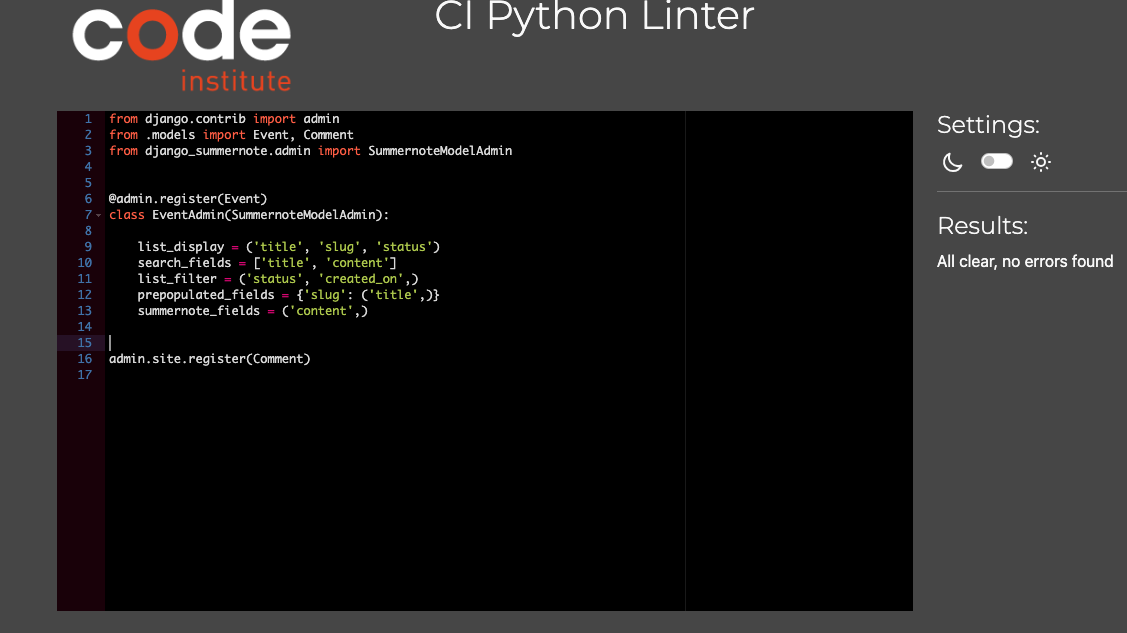 code
institute
CI Python Linter
1 from django.contrib import admin
2 from .models import Event, Comment
3 from django_summernote.admin import SummernoteModelAdmin
4
5
6 @admin.register(Event)
7 class EventAdmin(SummernoteModelAdmin):
8
9     list_display = ('title', 'slug', 'status')
10     search_fields = ['title', 'content']
11     list_filter = ('status', 'created_on',)
12     prepopulated_fields = {'slug': ('title',)}
13     summernote_fields = ('content',)
14
15
16 admin.site.register(Comment)
17
Settings:
Results:
All clear, no errors found